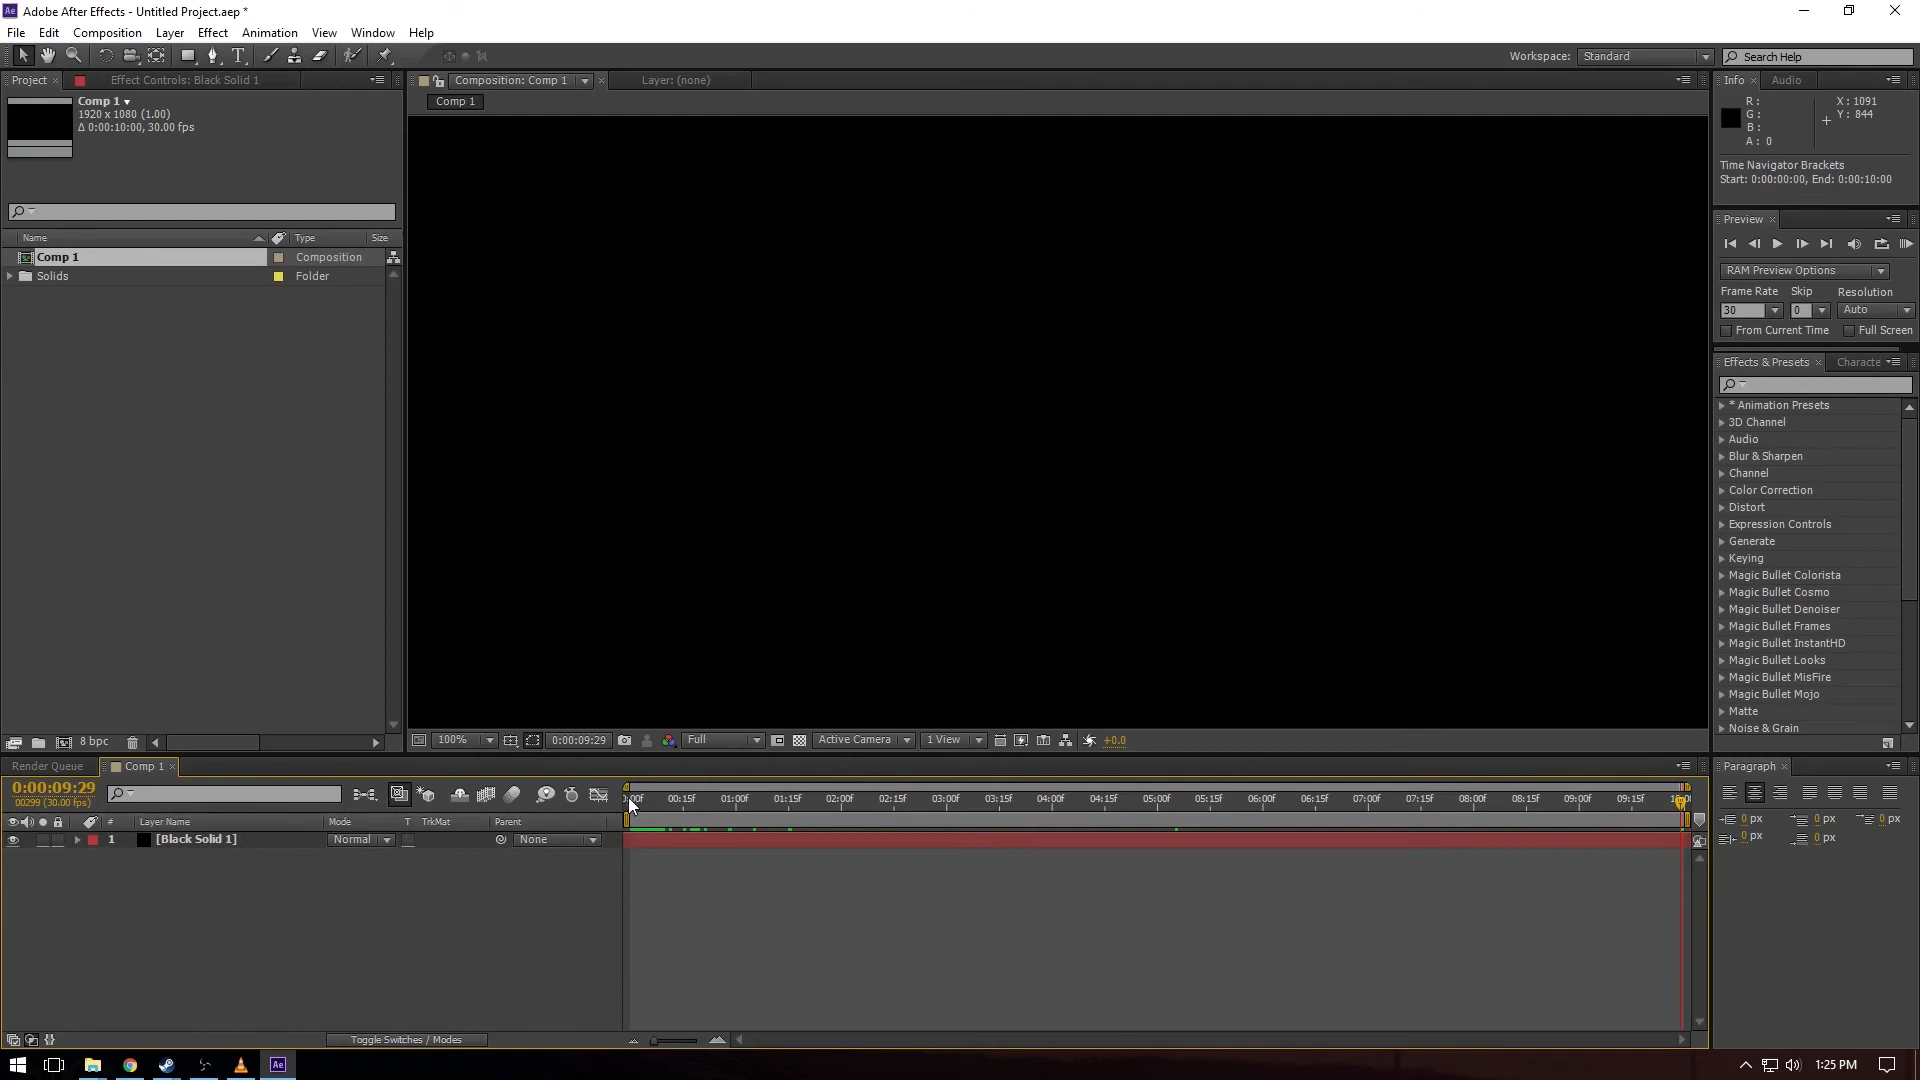 Adobe After Effects - Untitled Project.aep *
File Edit Composition Layer Effect Animation View Window Help
Workspace: Standard
Search Help
Project
Effect Controls: Black Solid 1
Comp 1
1920 x 1080 (1.00)
Δ 0:00:10:00, 30.00 fps
Name Type Size
Comp 1 Composition
Solids Folder
8 bpc
Composition: Comp 1
Layer: (none)
Comp 1
100%
0:00:09:29
Full
Active Camera
1 View
+0.0
Info Audio
R:
G:
B:
A: 0
X: 1091
Y: 844
Time Navigator Brackets
Start: 0:00:00:00, End: 0:00:10:00
Preview
RAM Preview Options
Frame Rate Skip Resolution
30 0 Auto
From Current Time Full Screen
Effects & Presets Characte
* Animation Presets
3D Channel
Audio
Blur & Sharpen
Channel
Color Correction
Distort
Expression Controls
Generate
Keying
Magic Bullet Colorista
Magic Bullet Cosmo
Magic Bullet Denoiser
Magic Bullet Frames
Magic Bullet InstantHD
Magic Bullet Looks
Magic Bullet MisFire
Magic Bullet Mojo
Matte
Noise & Grain
Paragraph
0 px 0 px 0 px
0 px 0 px
Render Queue Comp 1
0:00:09:29
00299 (30.00 fps)
00:15f 01:00f 01:15f 02:00f 02:15f 03:00f 03:15f 04:00f 04:15f 05:00f 05:15f 06:00f 06:15f 07:00f 07:15f 08:00f 08:15f 09:00f 09:15f
# Layer Name Mode T TrkMat Parent
1 [Black Solid 1] Normal None
Toggle Switches / Modes
Ae
1:25 PM